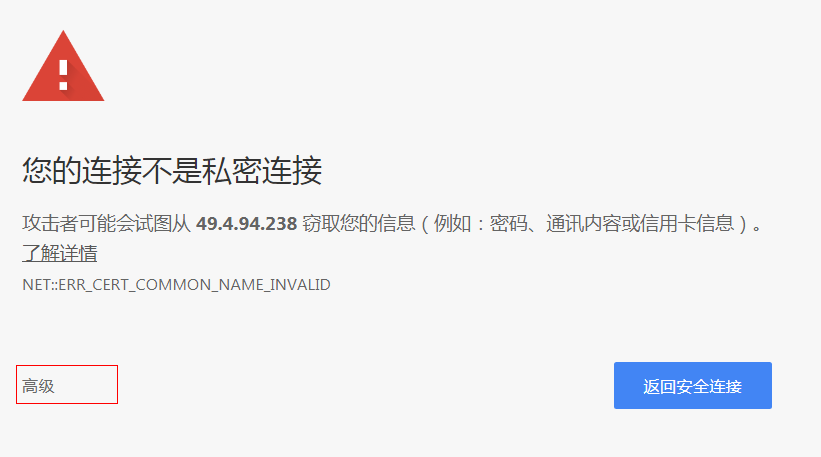 您的连接不是私密连接
攻击者可能会试图从 49.4.94.238 窃取您的信息（例如：密码、通讯内容或信用卡信息）。
了解详情
NET::ERR_CERT_COMMON_NAME_INVALID
高级
返回安全连接